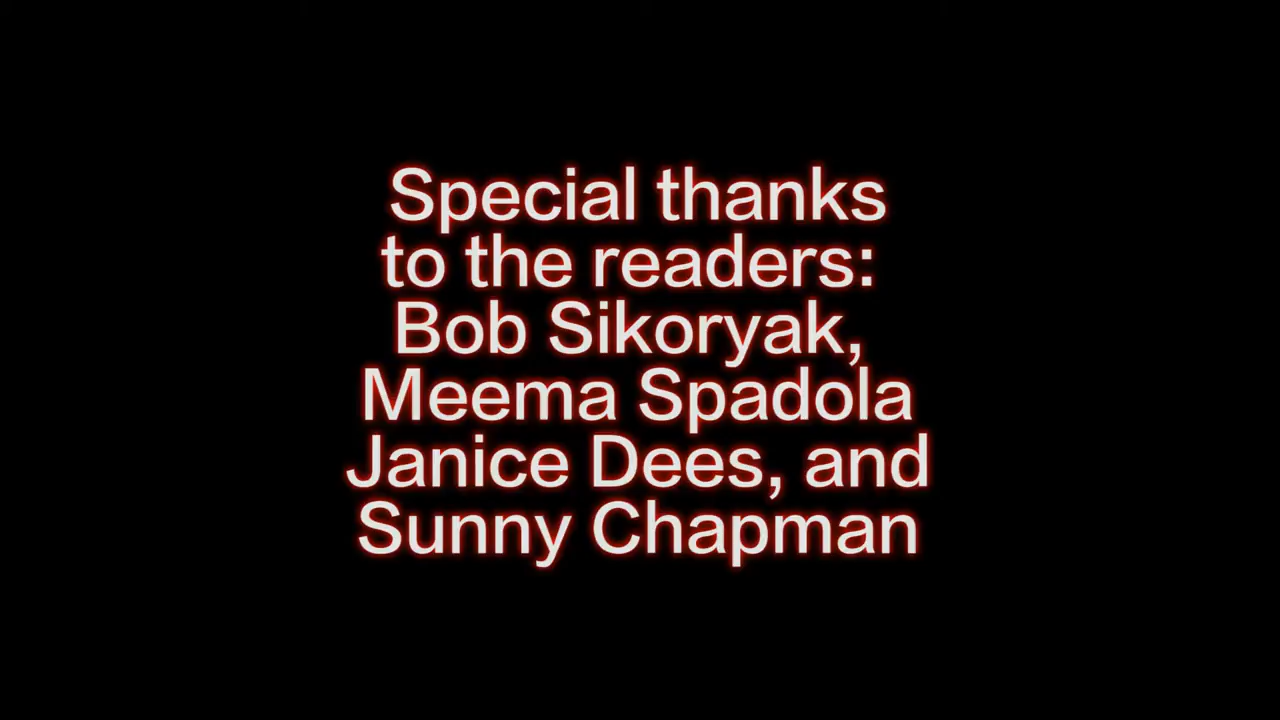 Special thanks
to the readers:
Bob Sikoryak,
Meema Spadola
Janice Dees, and
Sunny Chapman